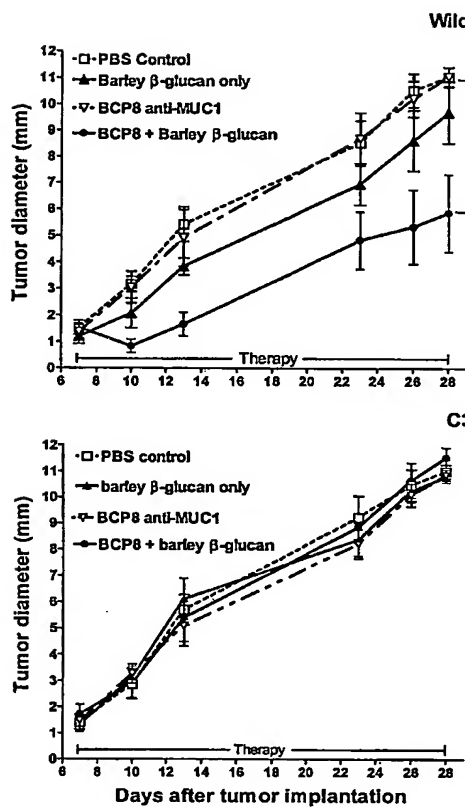 Wild
12
11
10
9
8
7
6
5
4
3
2
1
0
Tumor diameter (mm)
PBS Control
Barley β-glucan only
BCP8 anti-MUC1
BCP8 + Barley β-glucan
Therapy
6 8 10 12 14 16 18 20 22 24 26 28
C3
12
11
10
9
8
7
6
5
4
3
2
1
0
Tumor diameter (mm)
PBS control
barley β-glucan only
BCP8 anti-MUC1
BCP8 + barley β-glucan
Therapy
6 8 10 12 14 16 18 20 22 24 26 28
Days after tumor implantation